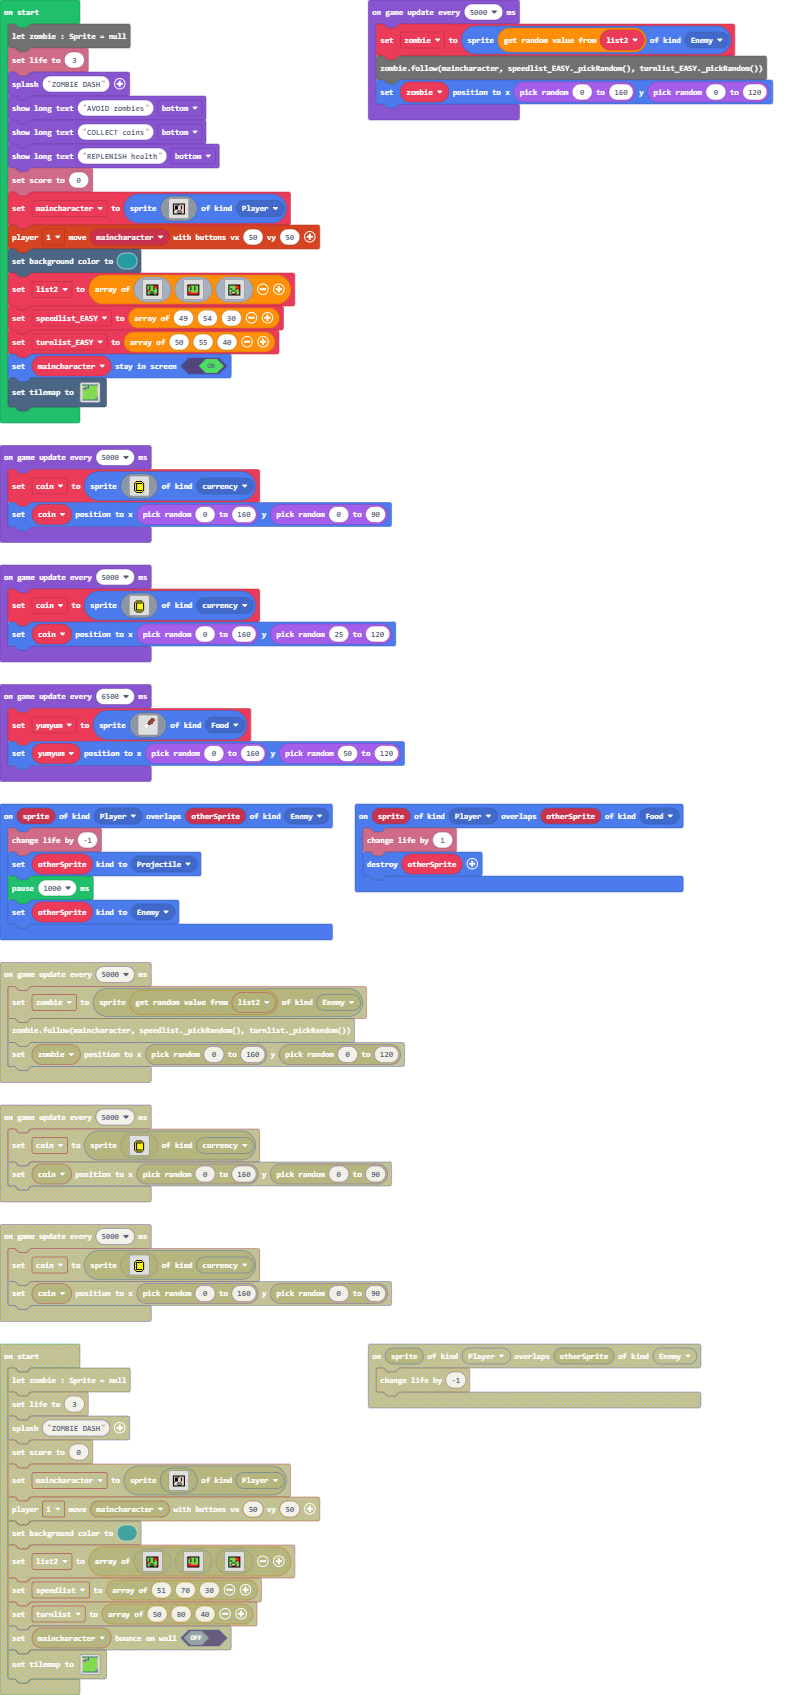 on start
let zombie : Sprite = null
set life to 3
splash "ZOMBIE DASH"
show long text "AVOID zombies" bottom
show long text "COLLECT coins" bottom
show long text "REPLENISH health" bottom
set score to 0
set maincharacter to sprite of kind Player
player 1 move maincharacter with buttons vx 50 vy 50
set background color to
set list2 to array of
set speedlist_EASY to array of 49 54 30
set turnlist_EASY to array of 50 55 40
set maincharacter stay in screen ON
set tilemap to
on game update every 5000 ms
set zombie to sprite get random value from list2 of kind Enemy
zombie.follow(maincharacter, speedlist_EASY._pickRandom(), turnlist_EASY._pickRandom())
set zombie position to x pick random 0 to 160 y pick random 0 to 120
on game update every 5000 ms
set coin to sprite of kind currency
set coin position to x pick random 0 to 160 y pick random 0 to 90
on game update every 5000 ms
set coin to sprite of kind currency
set coin position to x pick random 0 to 160 y pick random 25 to 120
on game update every 6500 ms
set yumyum to sprite of kind Food
set yumyum position to x pick random 0 to 160 y pick random 50 to 120
on sprite of kind Player overlaps otherSprite of kind Enemy
change life by -1
set otherSprite kind to Projectile
pause 1000 ms
set otherSprite kind to Enemy
on sprite of kind Player overlaps otherSprite of kind Food
change life by 1
destroy otherSprite
on game update every 5000 ms
set zombie to sprite get random value from list2 of kind Enemy
zombie.follow(maincharacter, speedlist._pickRandom(), turnlist._pickRandom())
set zombie position to x pick random 0 to 160 y pick random 0 to 120
on game update every 5000 ms
set coin to sprite of kind currency
set coin position to x pick random 0 to 160 y pick random 0 to 90
on game update every 5000 ms
set coin to sprite of kind currency
set coin position to x pick random 0 to 160 y pick random 0 to 90
on start
let zombie : Sprite = null
set life to 3
splash "ZOMBIE DASH"
set score to 0
set maincharacter to sprite of kind Player
player 1 move maincharacter with buttons vx 50 vy 50
set background color to
set list2 to array of
set speedlist to array of 51 70 30
set turnlist to array of 50 80 40
set maincharacter bounce on wall OFF
set tilemap to
on sprite of kind Player overlaps otherSprite of kind Enemy
change life by -1